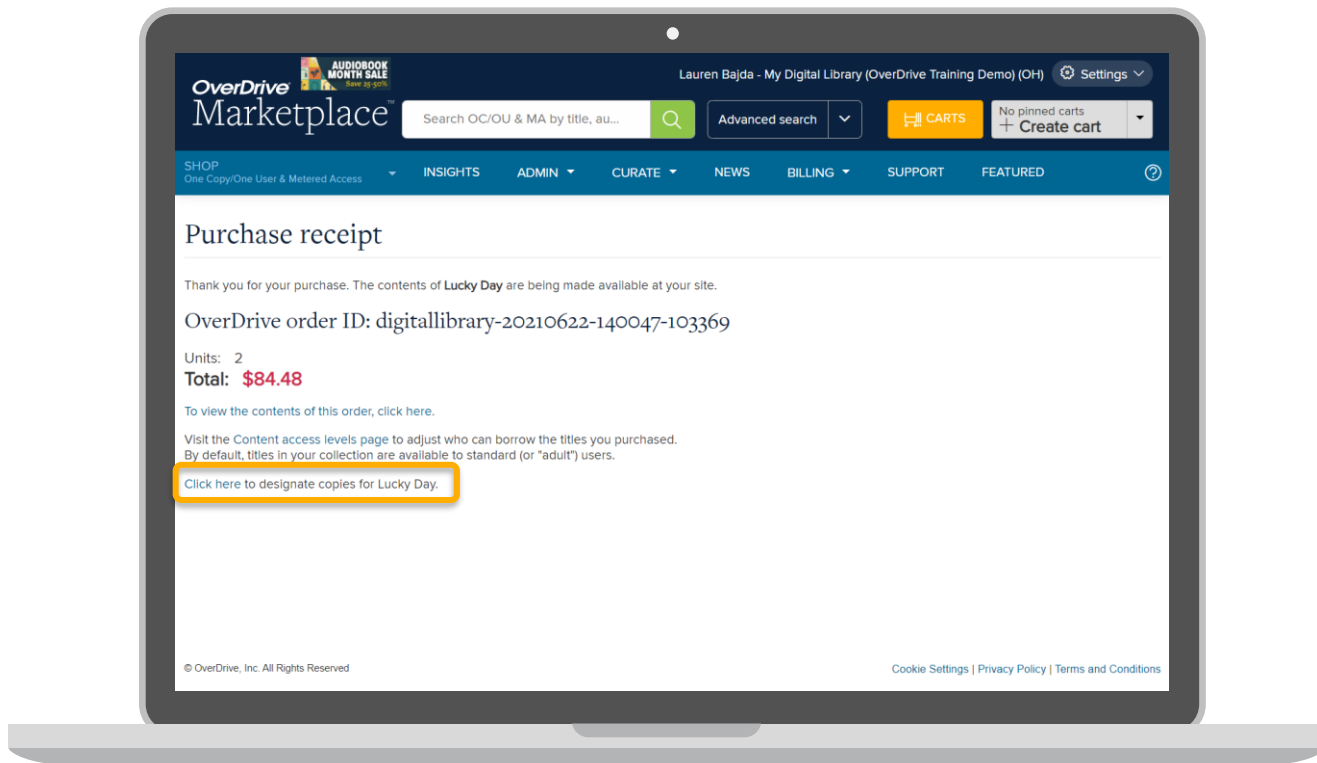 AUDIOBOOK
MONTH SALE
Save 25-50%
OverDrive
Marketplace™
Lauren Bajda - My Digital Library (OverDrive Training Demo) (OH)
Settings
Search OC/OU & MA by title, au...
Advanced search
CARTS
No pinned carts
+ Create cart
SHOP
One Copy/One User & Metered Access
INSIGHTS
ADMIN
CURATE
NEWS
BILLING
SUPPORT
FEATURED
?
Purchase receipt
Thank you for your purchase. The contents of Lucky Day are being made available at your site.
OverDrive order ID: digitallibrary-20210622-140047-103369
Units: 2
Total: $84.48
To view the contents of this order, click here.
Visit the Content access levels page to adjust who can borrow the titles you purchased.
By default, titles in your collection are available to standard (or "adult") users.
Click here to designate copies for Lucky Day.
© OverDrive, Inc. All Rights Reserved
Cookie Settings | Privacy Policy | Terms and Conditions